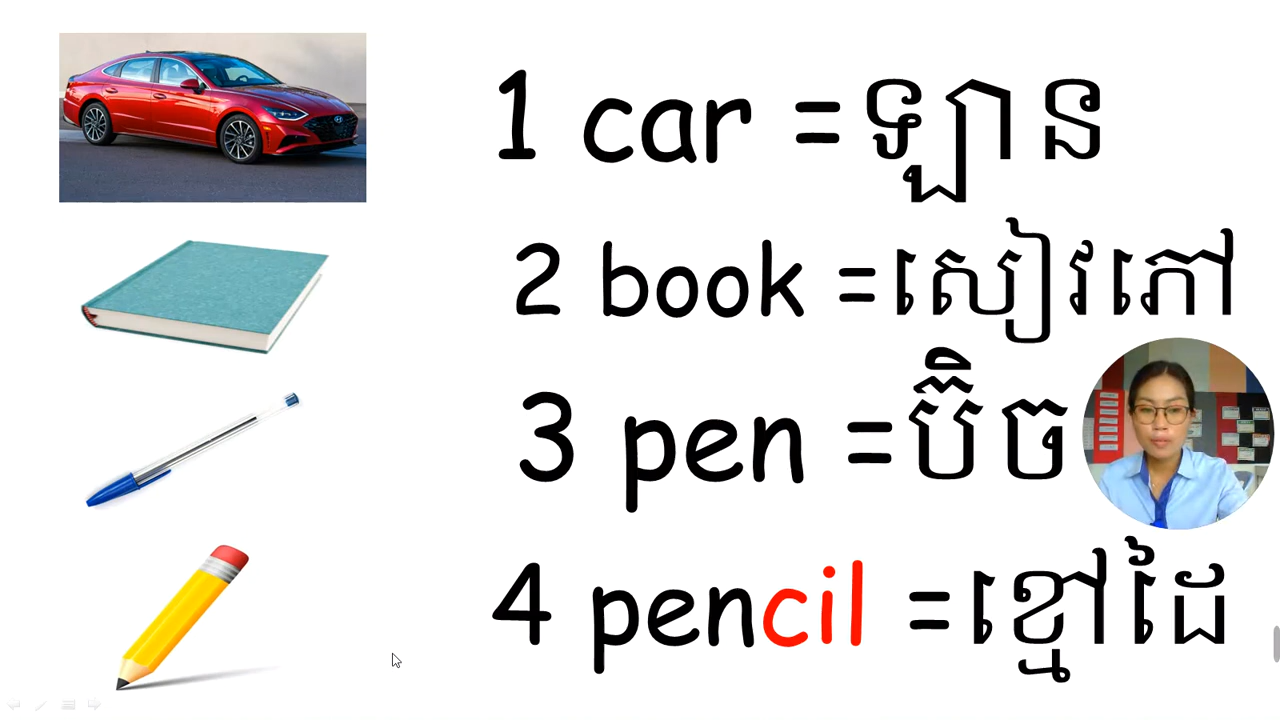 1 car =ឡាន
2 book =សៀវភៅ
3 pen =ប៊ិច
4 pencil =ខ្មៅដៃ